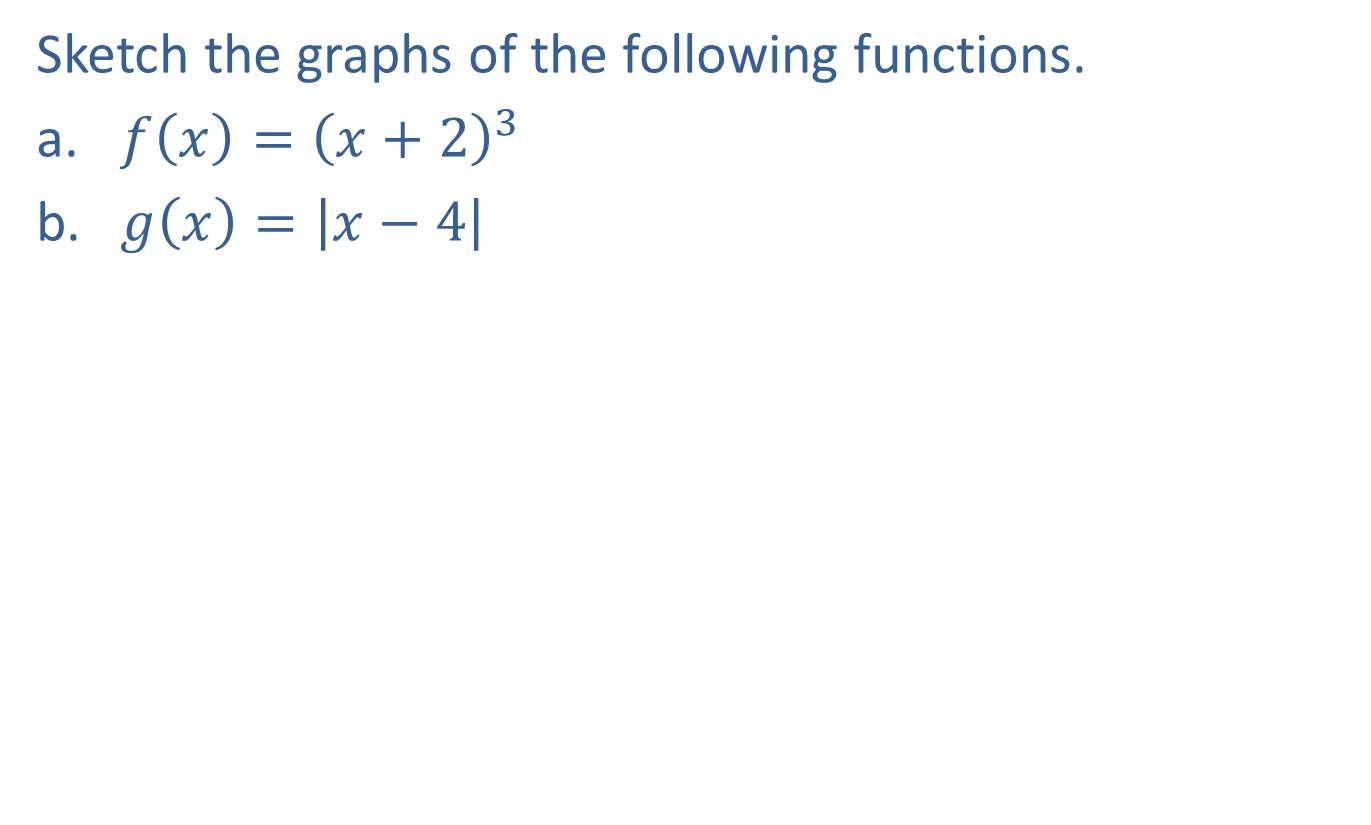 Sketch the graphs of the following functions.
a. 𝑓(𝑥) = (𝑥 + 2)³
b. 𝑔(𝑥) = |𝑥 − 4|